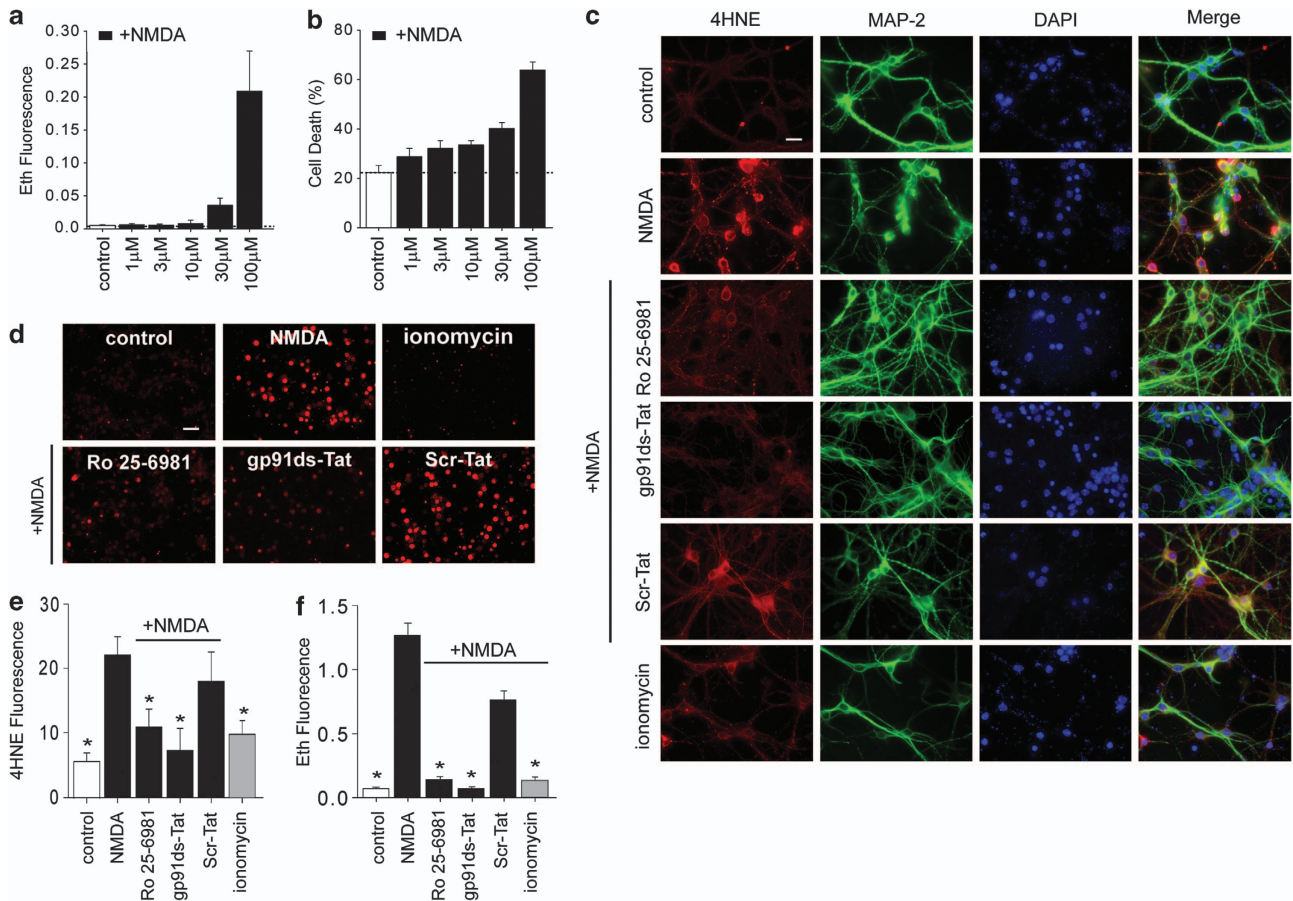 a
+NMDA
Eth Fluorescence
0.30
0.25
0.20
0.15
0.10
0.05
0.0
control
1µM
3µM
10µM
30µM
100µM
b
+NMDA
Cell Death (%)
80
60
40
20
0
control
1µM
3µM
10µM
30µM
100µM
c
4HNE
MAP-2
DAPI
Merge
control
NMDA
+NMDA
Ro 25-6981
gp91ds-Tat
Scr-Tat
ionomycin
d
control
NMDA
ionomycin
+NMDA
Ro 25-6981
gp91ds-Tat
Scr-Tat
e
4HNE Fluorescence
30
20
10
0
+NMDA
*
*
*
*
control
NMDA
Ro 25-6981
gp91ds-Tat
Scr-Tat
ionomycin
f
Eth Fluorecence
1.5
1.0
0.5
0.0
+NMDA
*
*
*
*
control
NMDA
Ro 25-6981
gp91ds-Tat
Scr-Tat
ionomycin